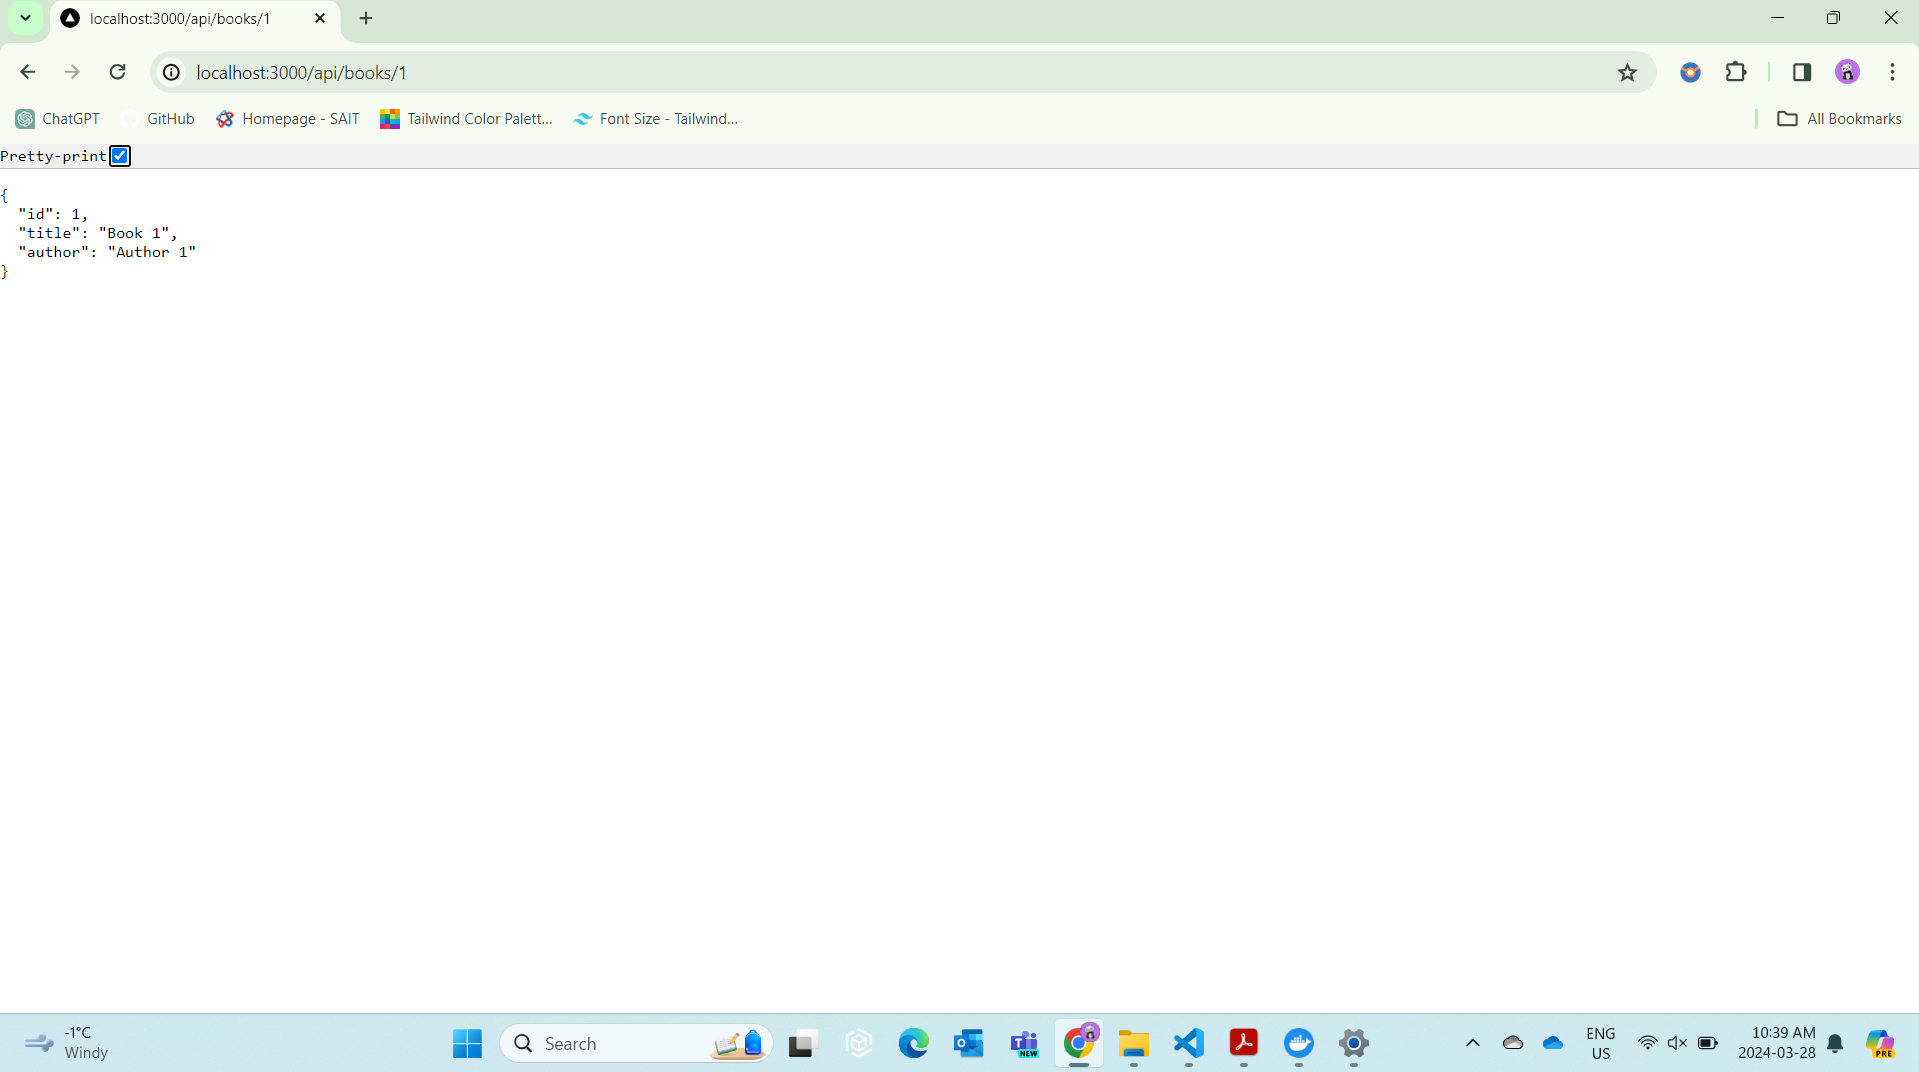 localhost:3000/api/books/1
localhost:3000/api/books/1
ChatGPT GitHub Homepage - SAIT Tailwind Color Palett... Font Size - Tailwind... All Bookmarks
Pretty-print
{
  "id": 1,
  "title": "Book 1",
  "author": "Author 1"
}
-1°C
Windy
Search
NEW
ENG
US
10:39 AM
2024-03-28
PRE